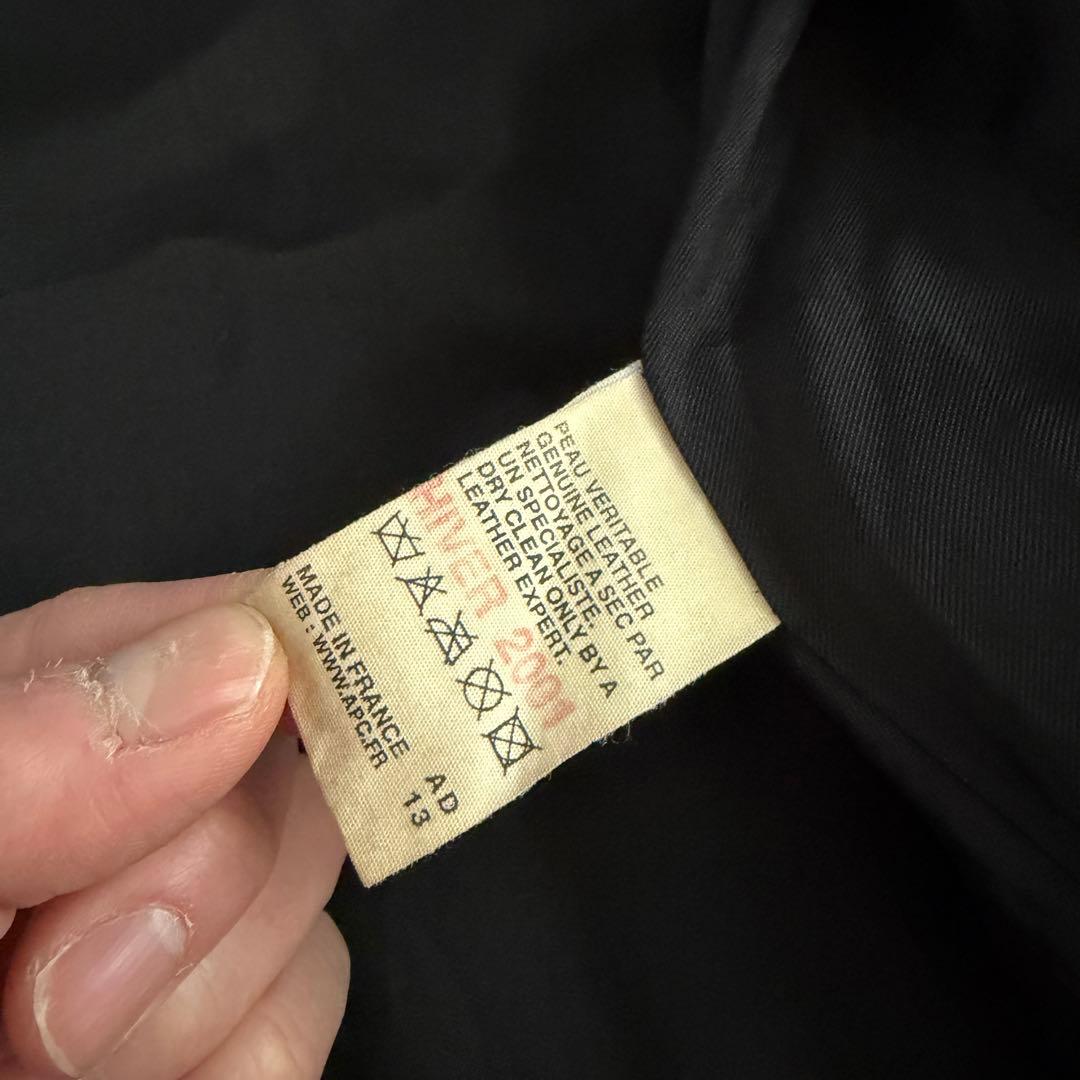 PEAU VERITABLE
GENUINE LEATHER
NETTOYAGE A SEC PAR
UN SPECIALISTE.
DRY CLEAN ONLY BY A
LEATHER EXPERT.
HIVER 2001
MADE IN FRANCE
WEB : WWW.APC.FR
AD
13